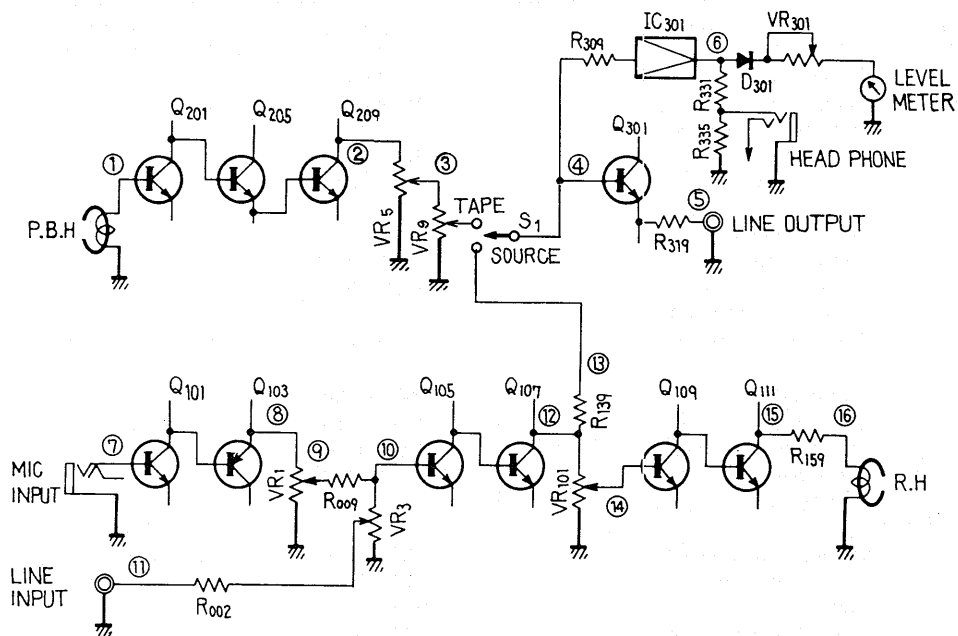 IC301
⑥
VR301
R309
D301
LEVEL
METER
R331
R335
HEAD PHONE
Q201
Q205
Q209
Q301
①
②
③
④
⑤
P.B.H
VR5
VR9
TAPE
S1
SOURCE
R319
LINE OUTPUT
⑬
Q101
Q103
Q105
Q107
R139
Q109
Q111
⑦
⑧
⑨
⑩
⑫
⑮
⑯
MIC
INPUT
VR1
R009
VR3
VR101
⑭
R159
R.H
LINE
INPUT
⑪
R002